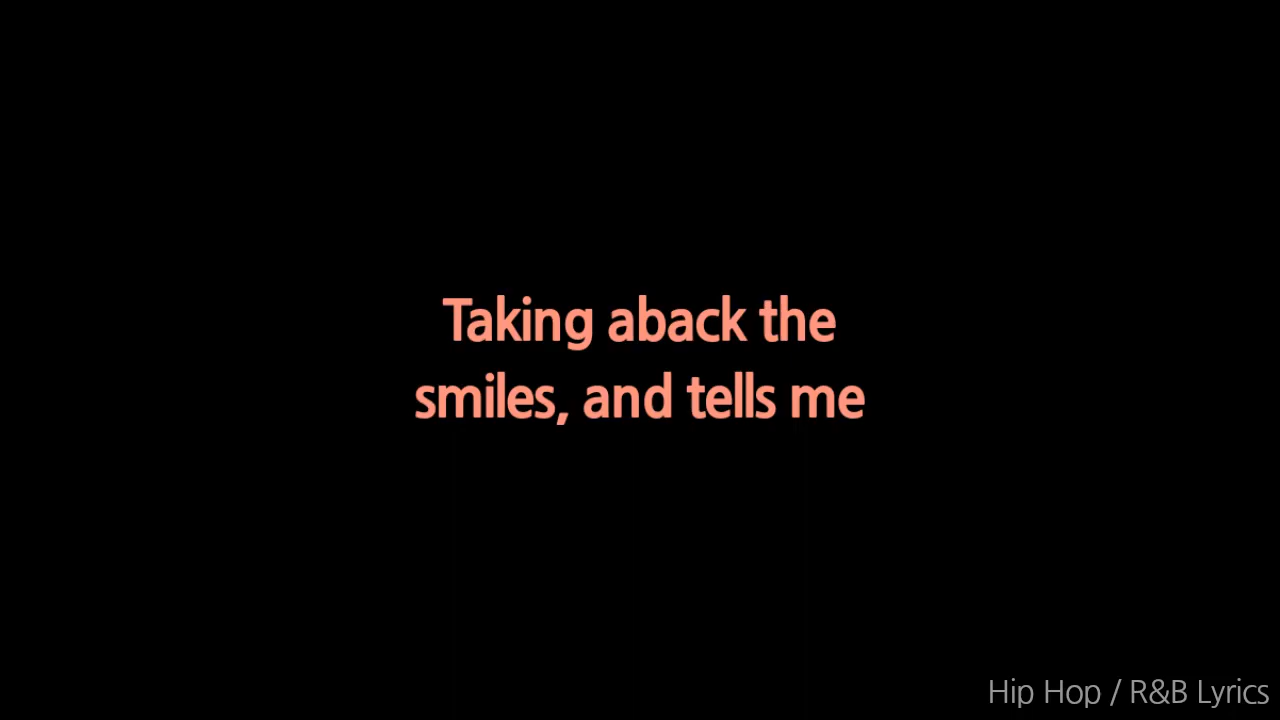 Taking aback the
smiles, and tells me
Hip Hop / R&B Lyrics